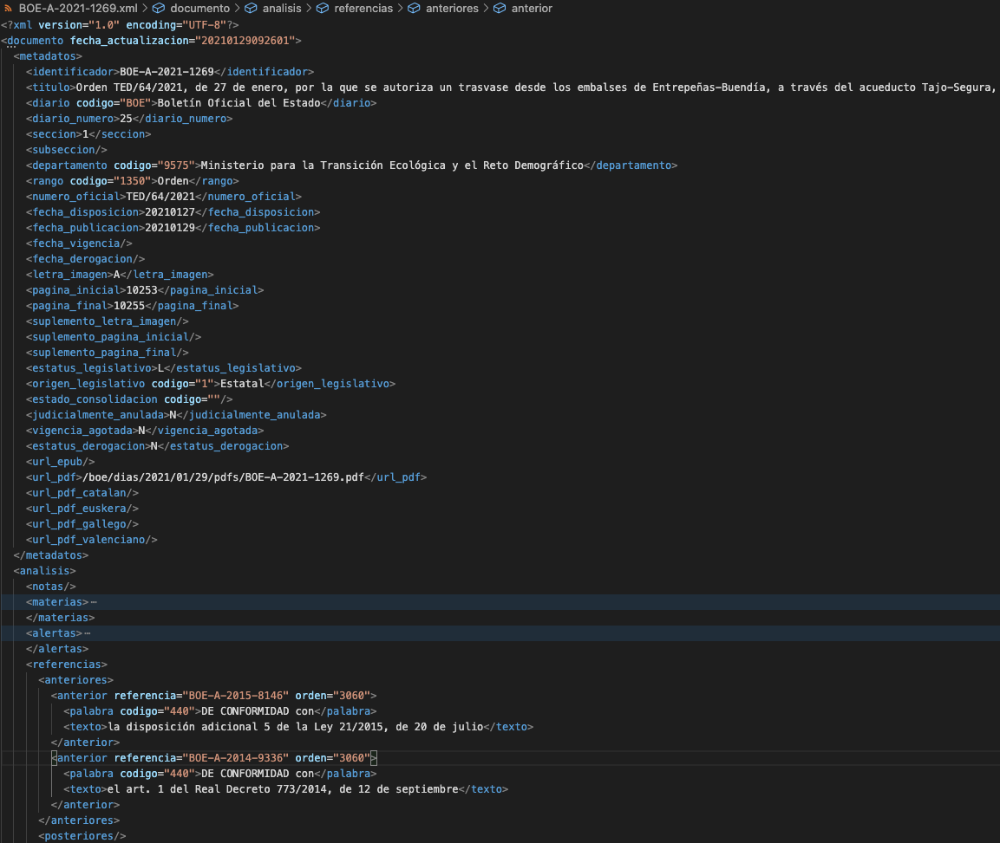 BOE-A-2021-1269.xml > documento > analisis > referencias > anteriores > anterior
<?xml version="1.0" encoding="UTF-8"?>
<documento fecha_actualizacion="20210129092601">
<metadatos>
<identificador>BOE-A-2021-1269</identificador>
<titulo>Orden TED/64/2021, de 27 de enero, por la que se autoriza un trasvase desde los embalses de Entrepeñas-Buendía, a través del acueducto Tajo-Segura,
<diario codigo="BOE">Boletín Oficial del Estado</diario>
<diario_numero>25</diario_numero>
<seccion>1</seccion>
<subseccion/>
<departamento codigo="9575">Ministerio para la Transición Ecológica y el Reto Demográfico</departamento>
<rango codigo="1350">Orden</rango>
<numero_oficial>TED/64/2021</numero_oficial>
<fecha_disposicion>20210127</fecha_disposicion>
<fecha_publicacion>20210129</fecha_publicacion>
<fecha_vigencia/>
<fecha_derogacion/>
<letra_imagen>A</letra_imagen>
<pagina_inicial>10253</pagina_inicial>
<pagina_final>10255</pagina_final>
<suplemento_letra_imagen/>
<suplemento_pagina_inicial/>
<suplemento_pagina_final/>
<estatus_legislativo>L</estatus_legislativo>
<origen_legislativo codigo="1">Estatal</origen_legislativo>
<estado_consolidacion codigo=""/>
<judicialmente_anulada>N</judicialmente_anulada>
<vigencia_agotada>N</vigencia_agotada>
<estatus_derogacion>N</estatus_derogacion>
<url_epub/>
<url_pdf>/boe/dias/2021/01/29/pdfs/BOE-A-2021-1269.pdf</url_pdf>
<url_pdf_catalan/>
<url_pdf_euskera/>
<url_pdf_gallego/>
<url_pdf_valenciano/>
</metadatos>
<analisis>
<notas/>
<materias>⋯
</materias>
<alertas>⋯
</alertas>
<referencias>
<anteriores>
<anterior referencia="BOE-A-2015-8146" orden="3060">
<palabra codigo="440">DE CONFORMIDAD con</palabra>
<texto>la disposición adicional 5 de la Ley 21/2015, de 20 de julio</texto>
</anterior>
<anterior referencia="BOE-A-2014-9336" orden="3060">
<palabra codigo="440">DE CONFORMIDAD con</palabra>
<texto>el art. 1 del Real Decreto 773/2014, de 12 de septiembre</texto>
</anterior>
</anteriores>
<posteriores/>